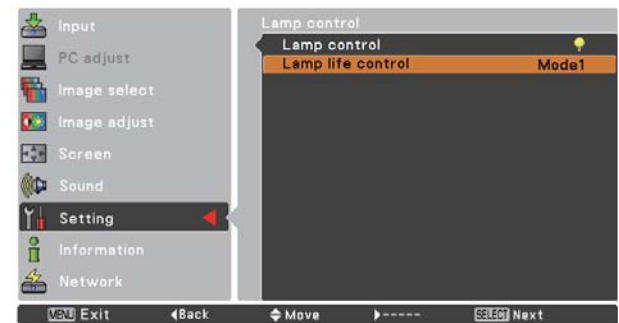 Input
PC adjust
Image select
Image adjust
Screen
Sound
Setting
Information
Network
Lamp control
Lamp control
Lamp life control Mode1
MENU Exit Back Move ----- SELECT Next